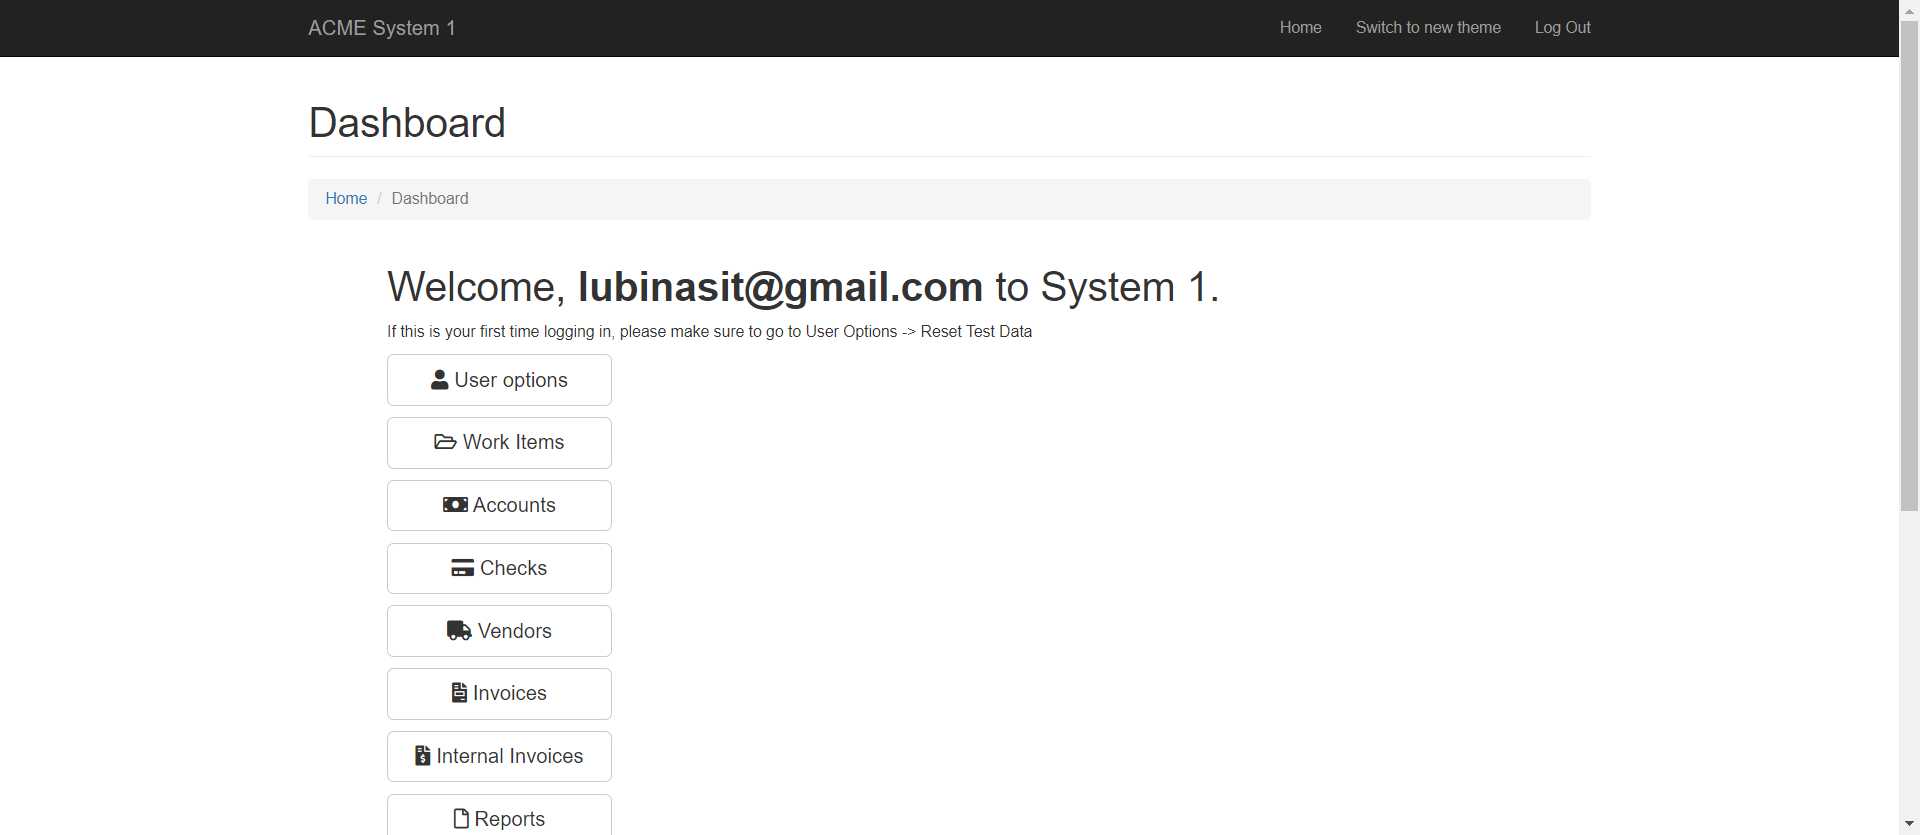 ACME System 1 Home Switch to new theme Log Out
Dashboard
Home / Dashboard
Welcome, lubinasit@gmail.com to System 1.
If this is your first time logging in, please make sure to go to User Options -> Reset Test Data
User options
Work Items
Accounts
Checks
Vendors
Invoices
Internal Invoices
Reports